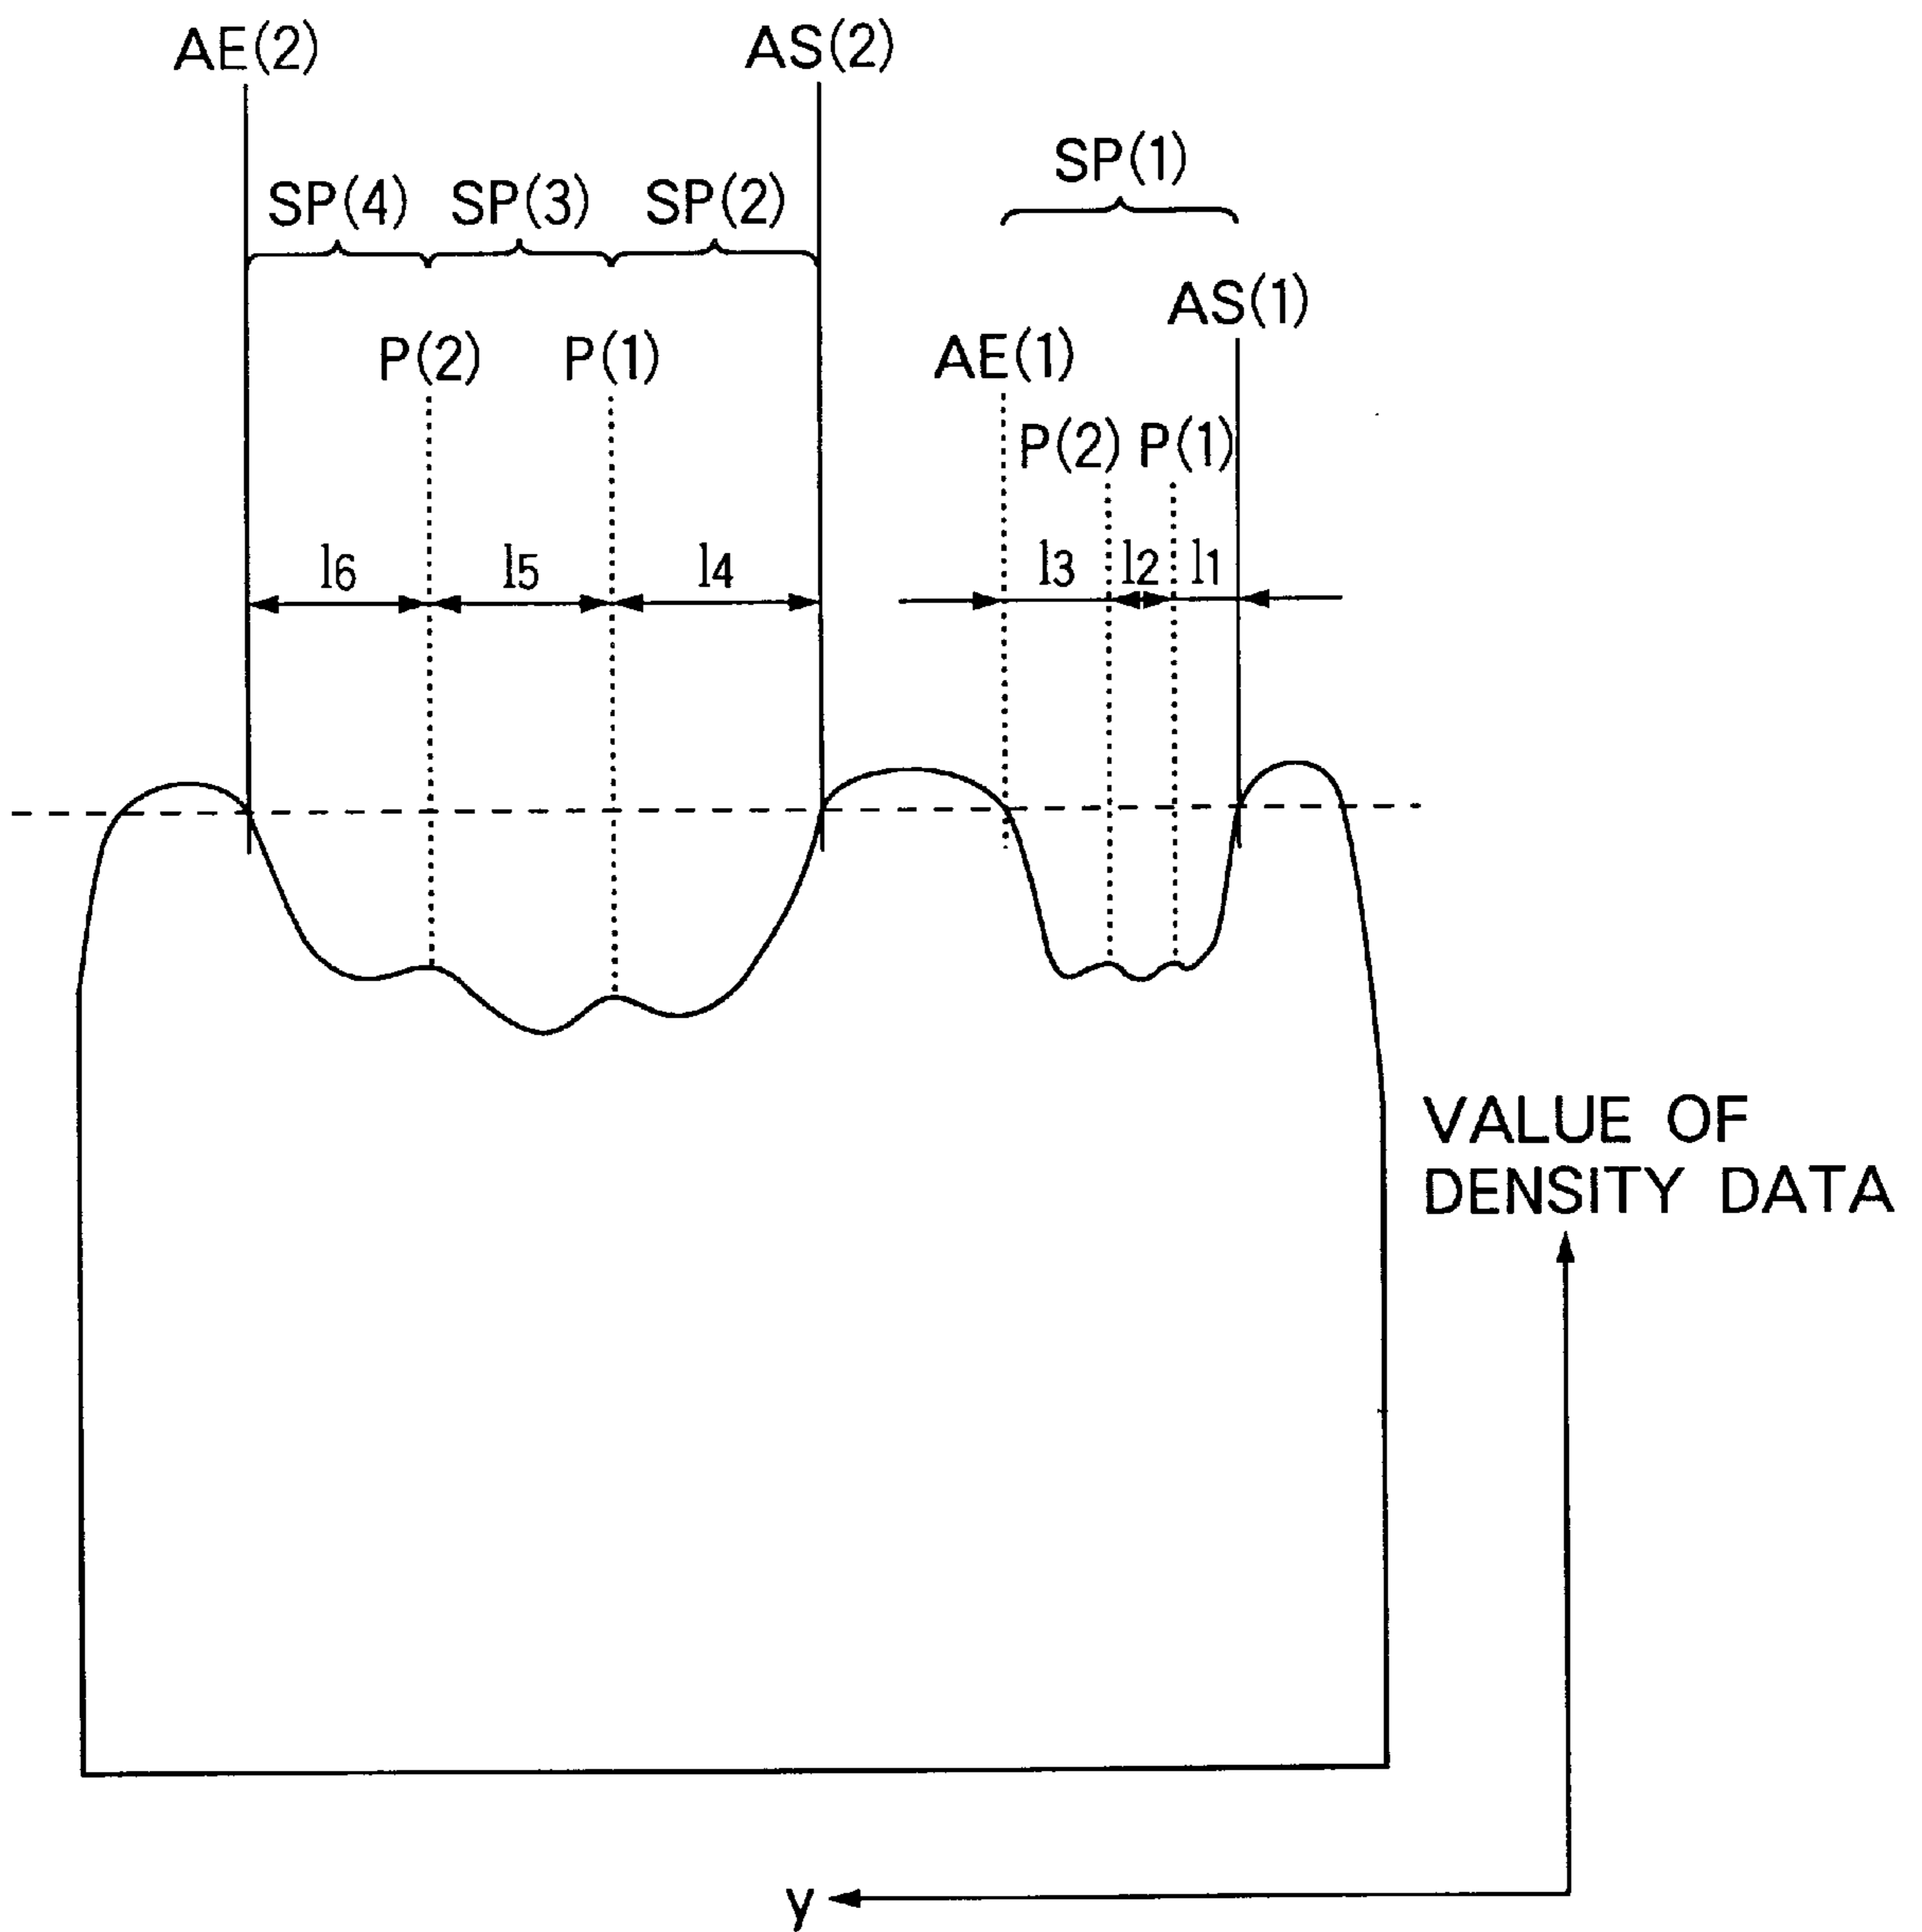 AE(2)
AS(2)
SP(1)
SP(4)
SP(3)
SP(2)
AS(1)
AE(1)
P(2)
P(1)
P(2)
P(1)
l6
l5
l4
l3
l2
l1
VALUE OF
DENSITY DATA
y